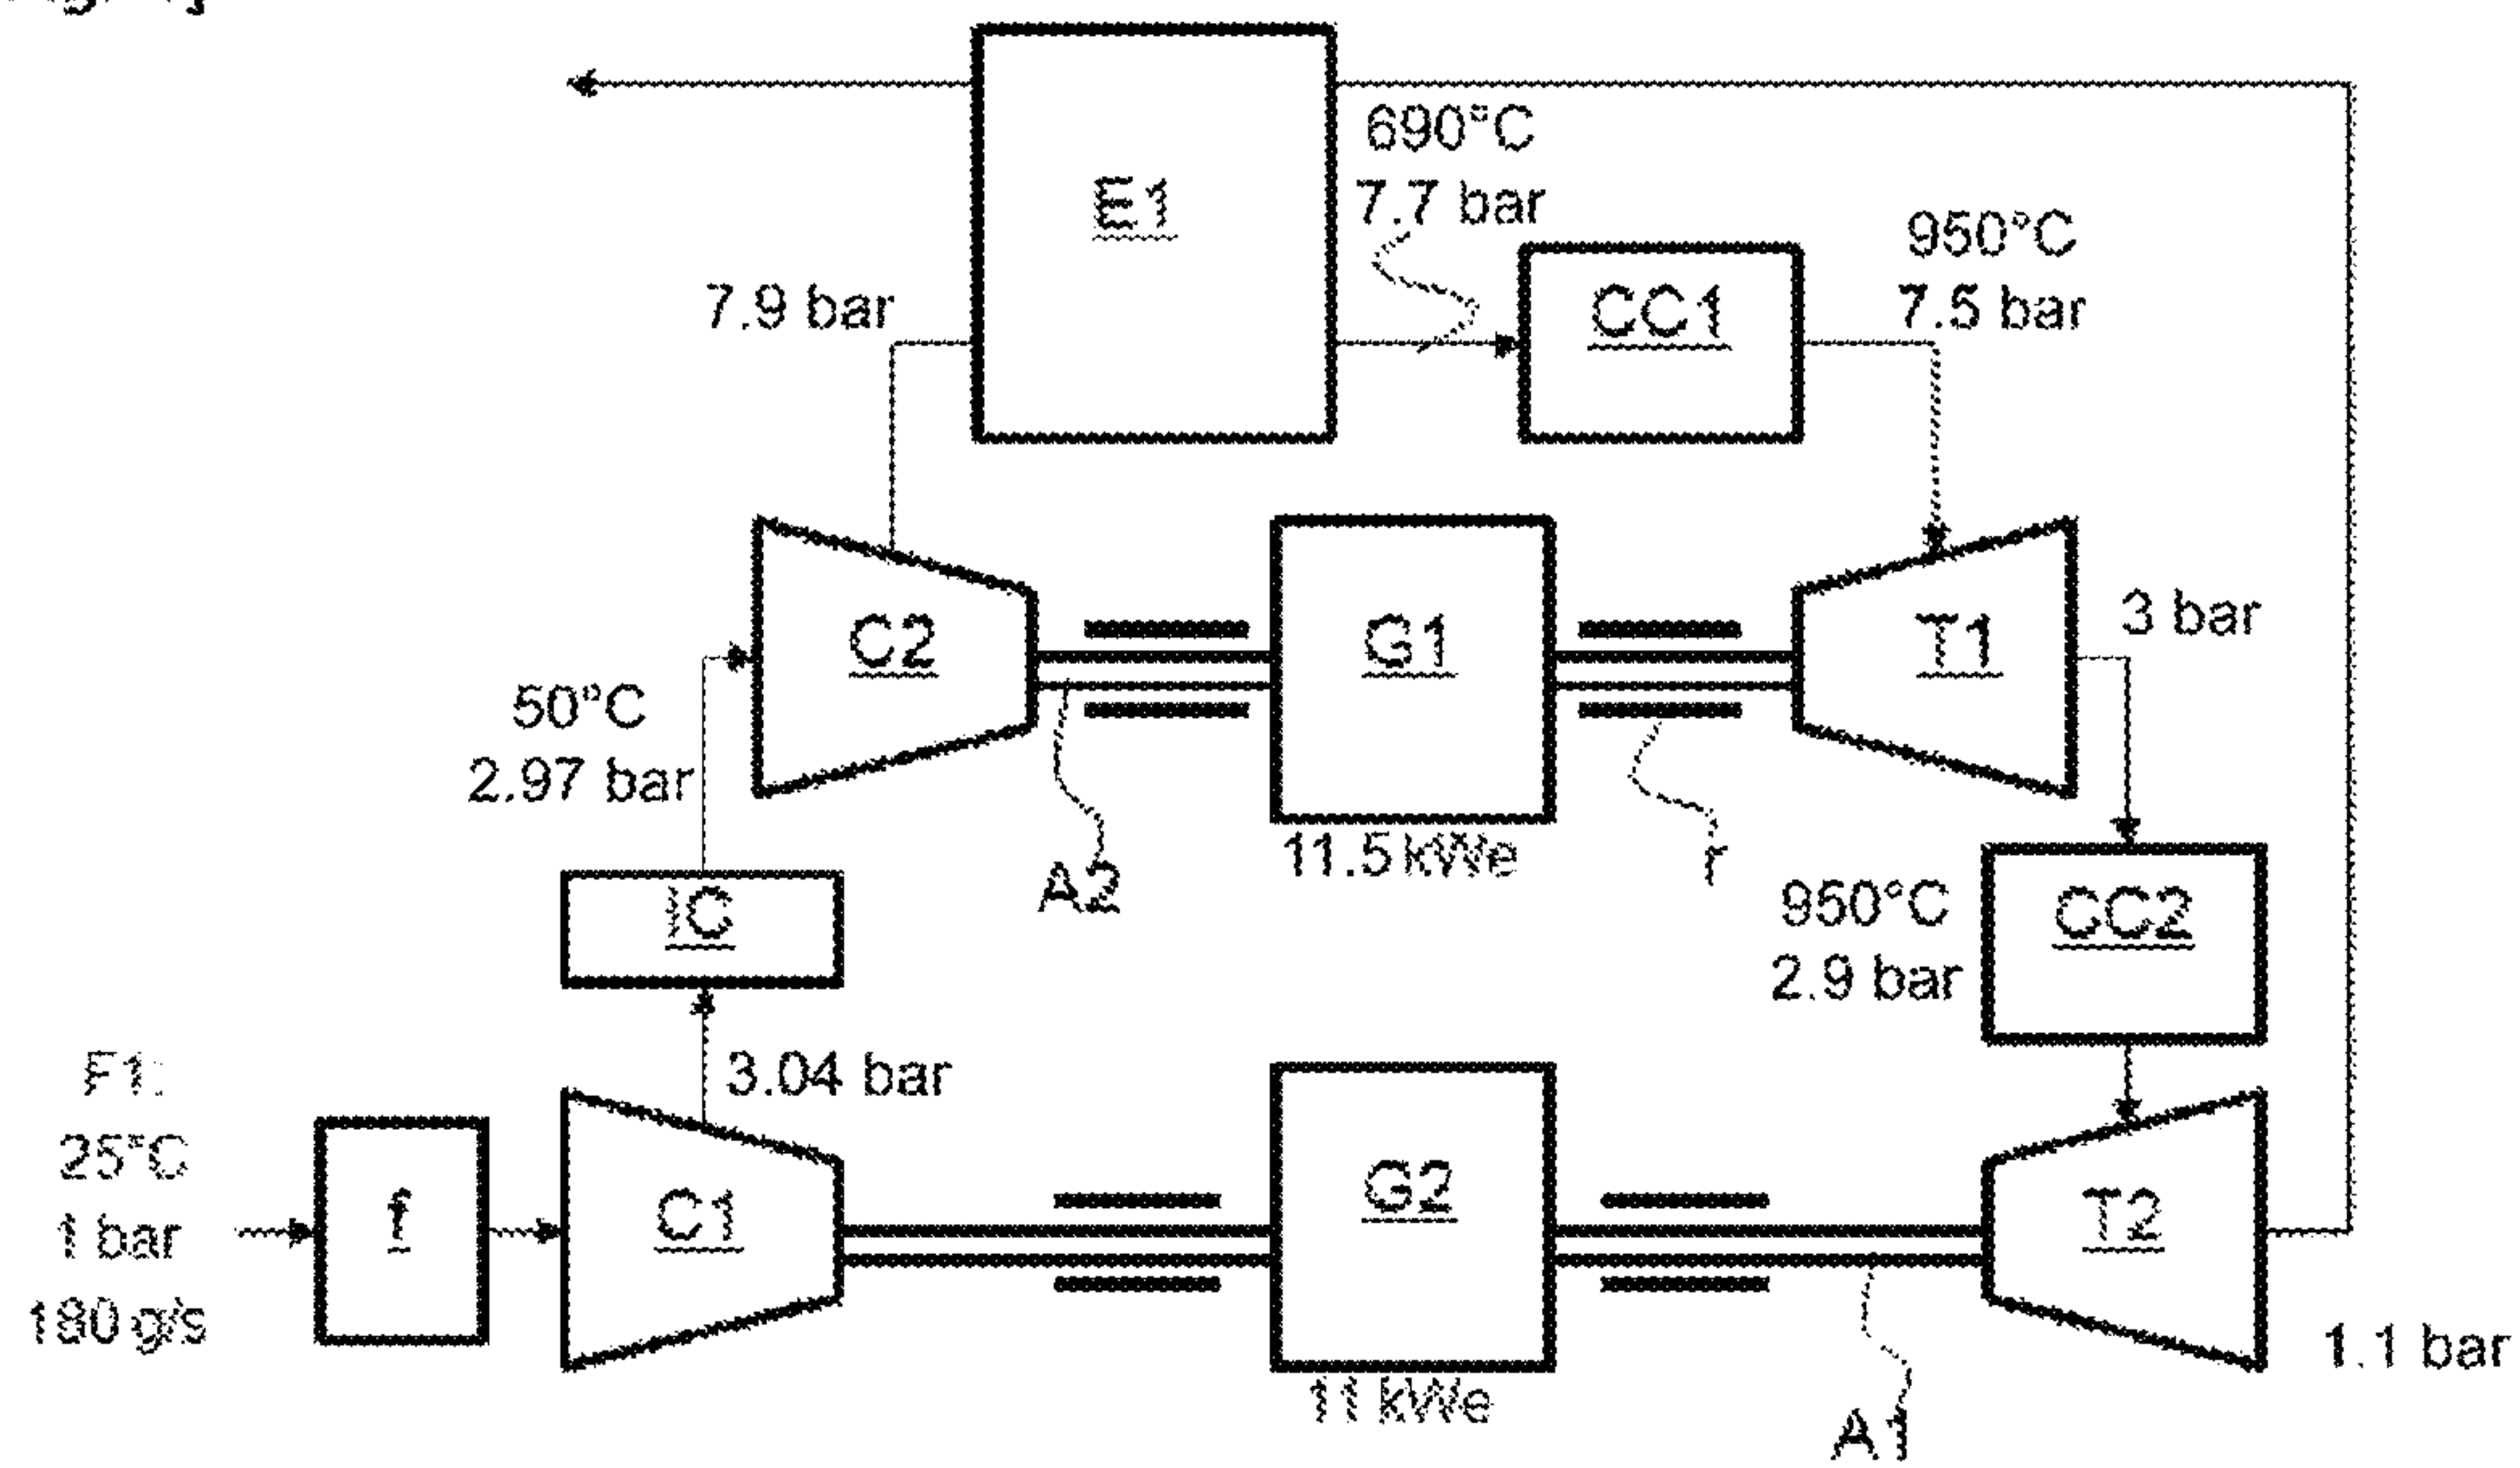 E1
690°C
7.7 bar
CC1
950°C
7.5 bar
7.9 bar
C2
G1
T1
3 bar
50°C
2.97 bar
11.5 kWe
A2
r
IC
950°C
2.9 bar
CC2
3.04 bar
F1:
25°C
1 bar
180 g/s
f
C1
G2
T2
11 kWe
A1
1.1 bar